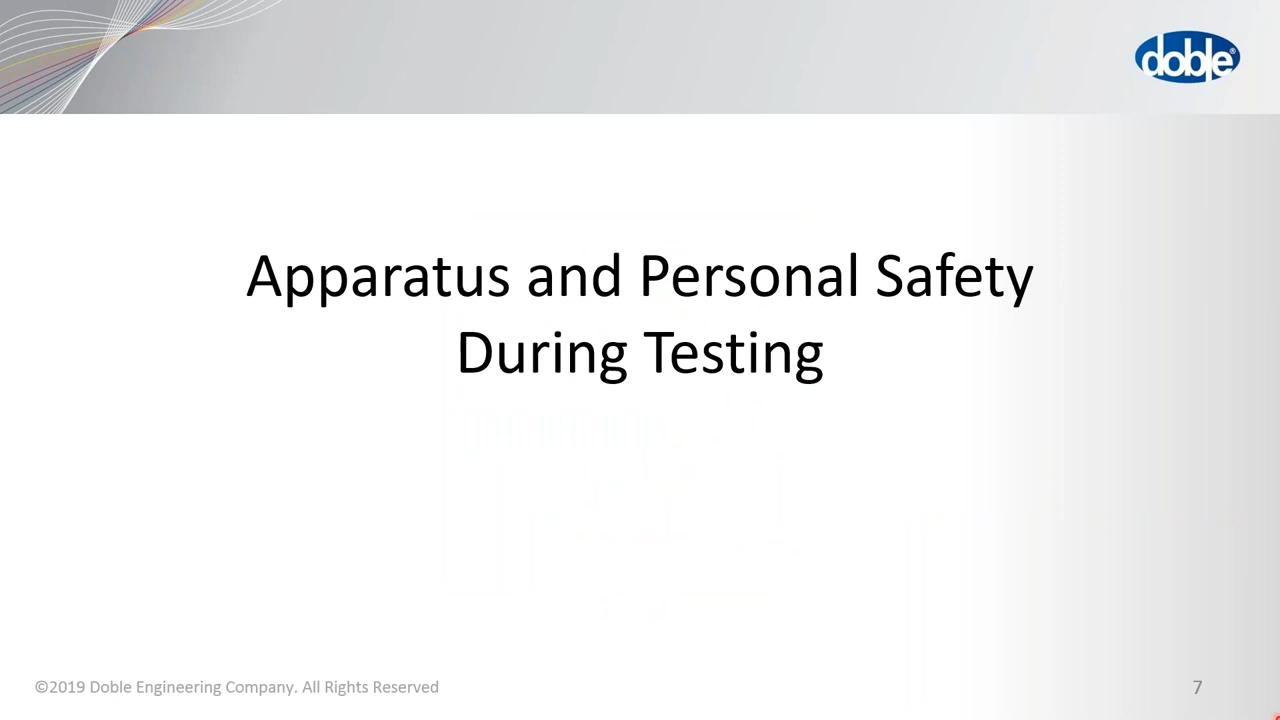 doble®
Apparatus and Personal Safety
During Testing
©2019 Doble Engineering Company. All Rights Reserved
7